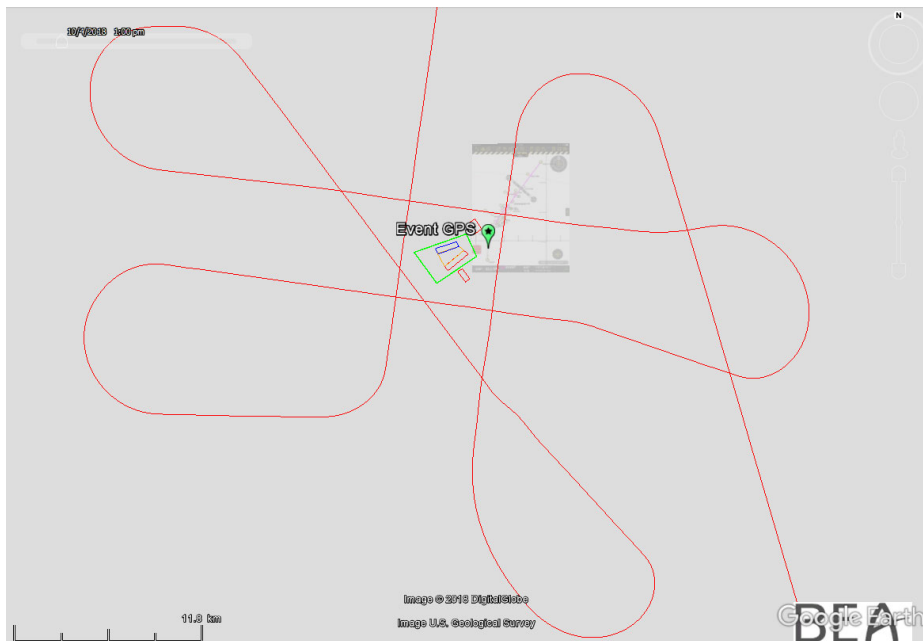 10/4/2018 1:00 pm
N
Event GPS
Image © 2018 DigitalGlobe
11.8 km
Image U.S. Geological Survey
Google Earth
BEA